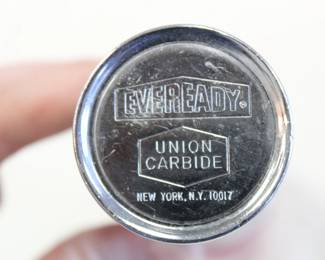 EVEREADY
UNION
CARBIDE
NEW YORK, N.Y. 10017